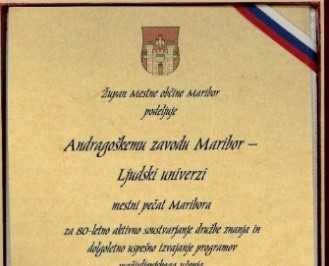 Župan Mestne občine Maribor
podeljuje
Andragoškemu zavodu Maribor –
Ljudski univerzi
mestni pečat Maribora
za 80-letno aktivno soustvarjanje družbe znanja in
dolgoletno uspešno izvajanje programov